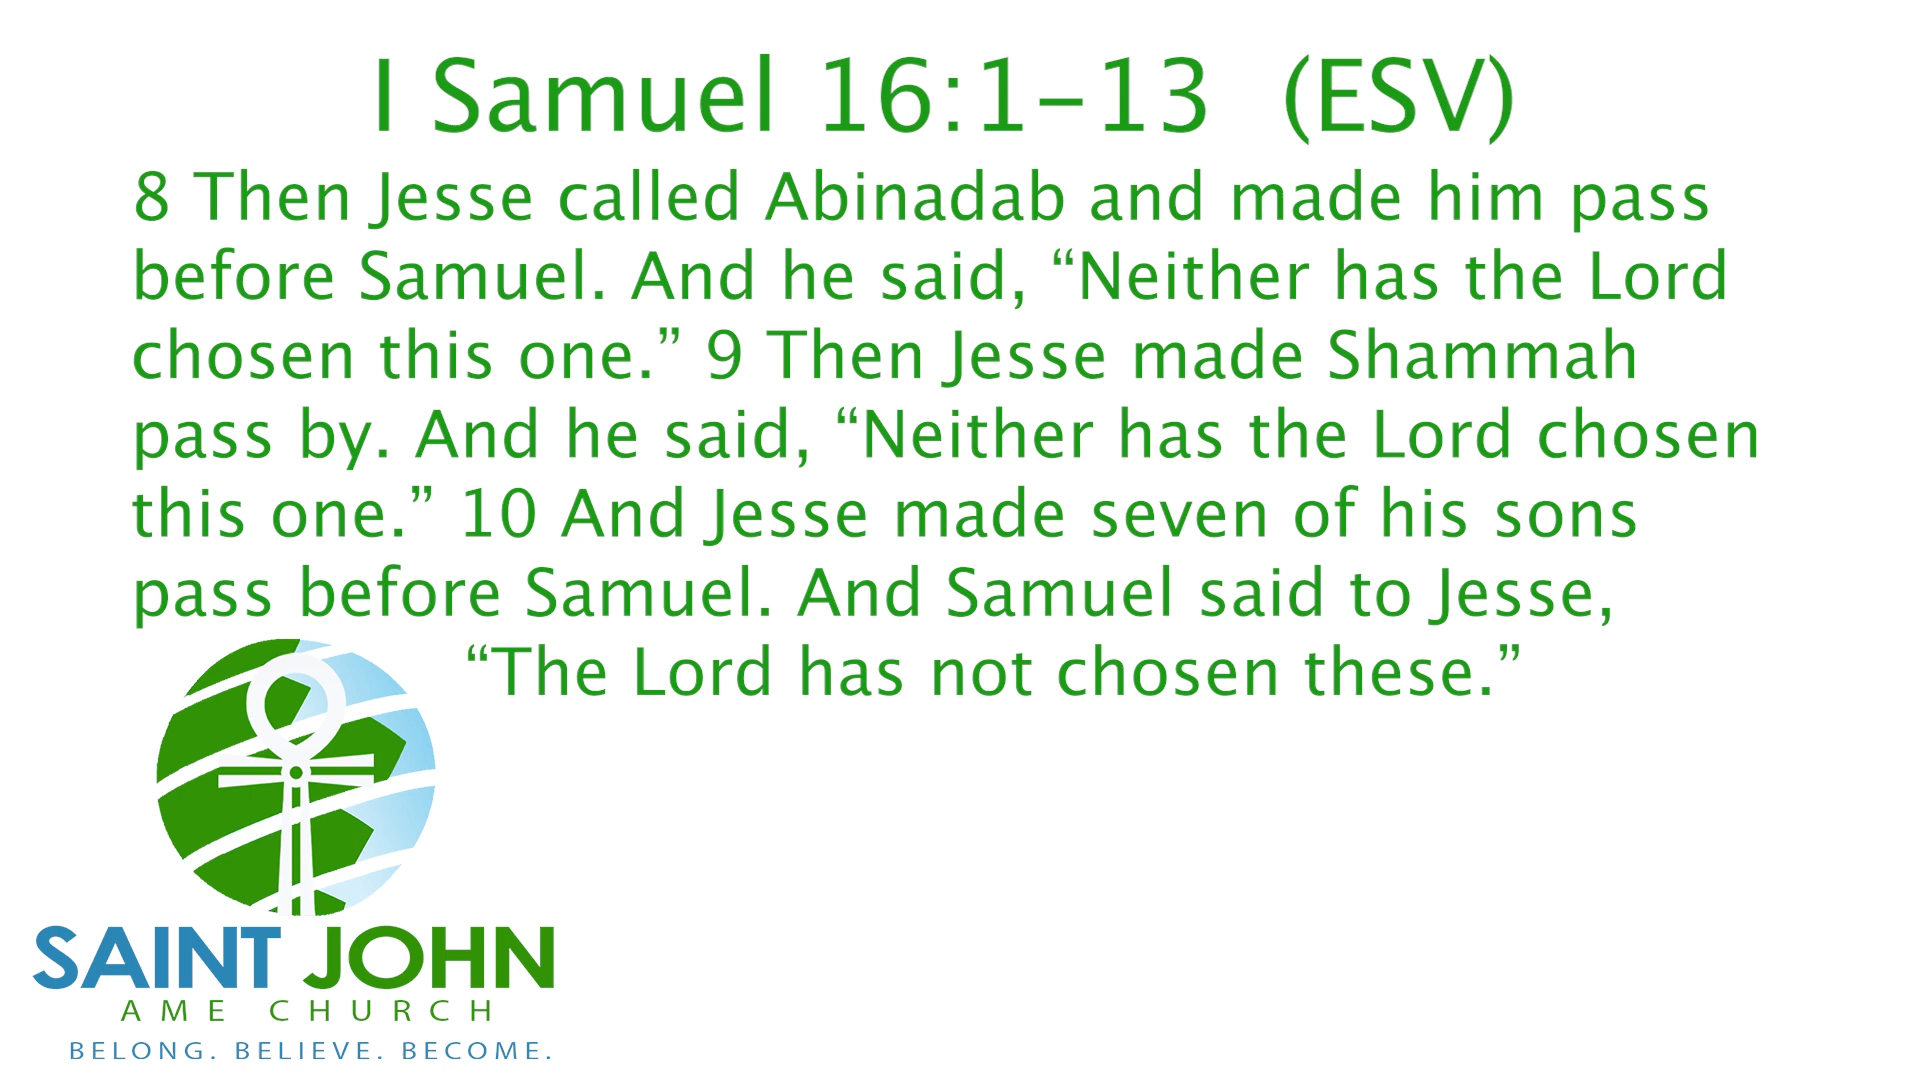 I Samuel 16:1-13 (ESV)
8 Then Jesse called Abinadab and made him pass
before Samuel. And he said, “Neither has the Lord
chosen this one.” 9 Then Jesse made Shammah
pass by. And he said, “Neither has the Lord chosen
this one.” 10 And Jesse made seven of his sons
pass before Samuel. And Samuel said to Jesse,
“The Lord has not chosen these.”
SAINT JOHN
AME CHURCH
BELONG. BELIEVE. BECOME.